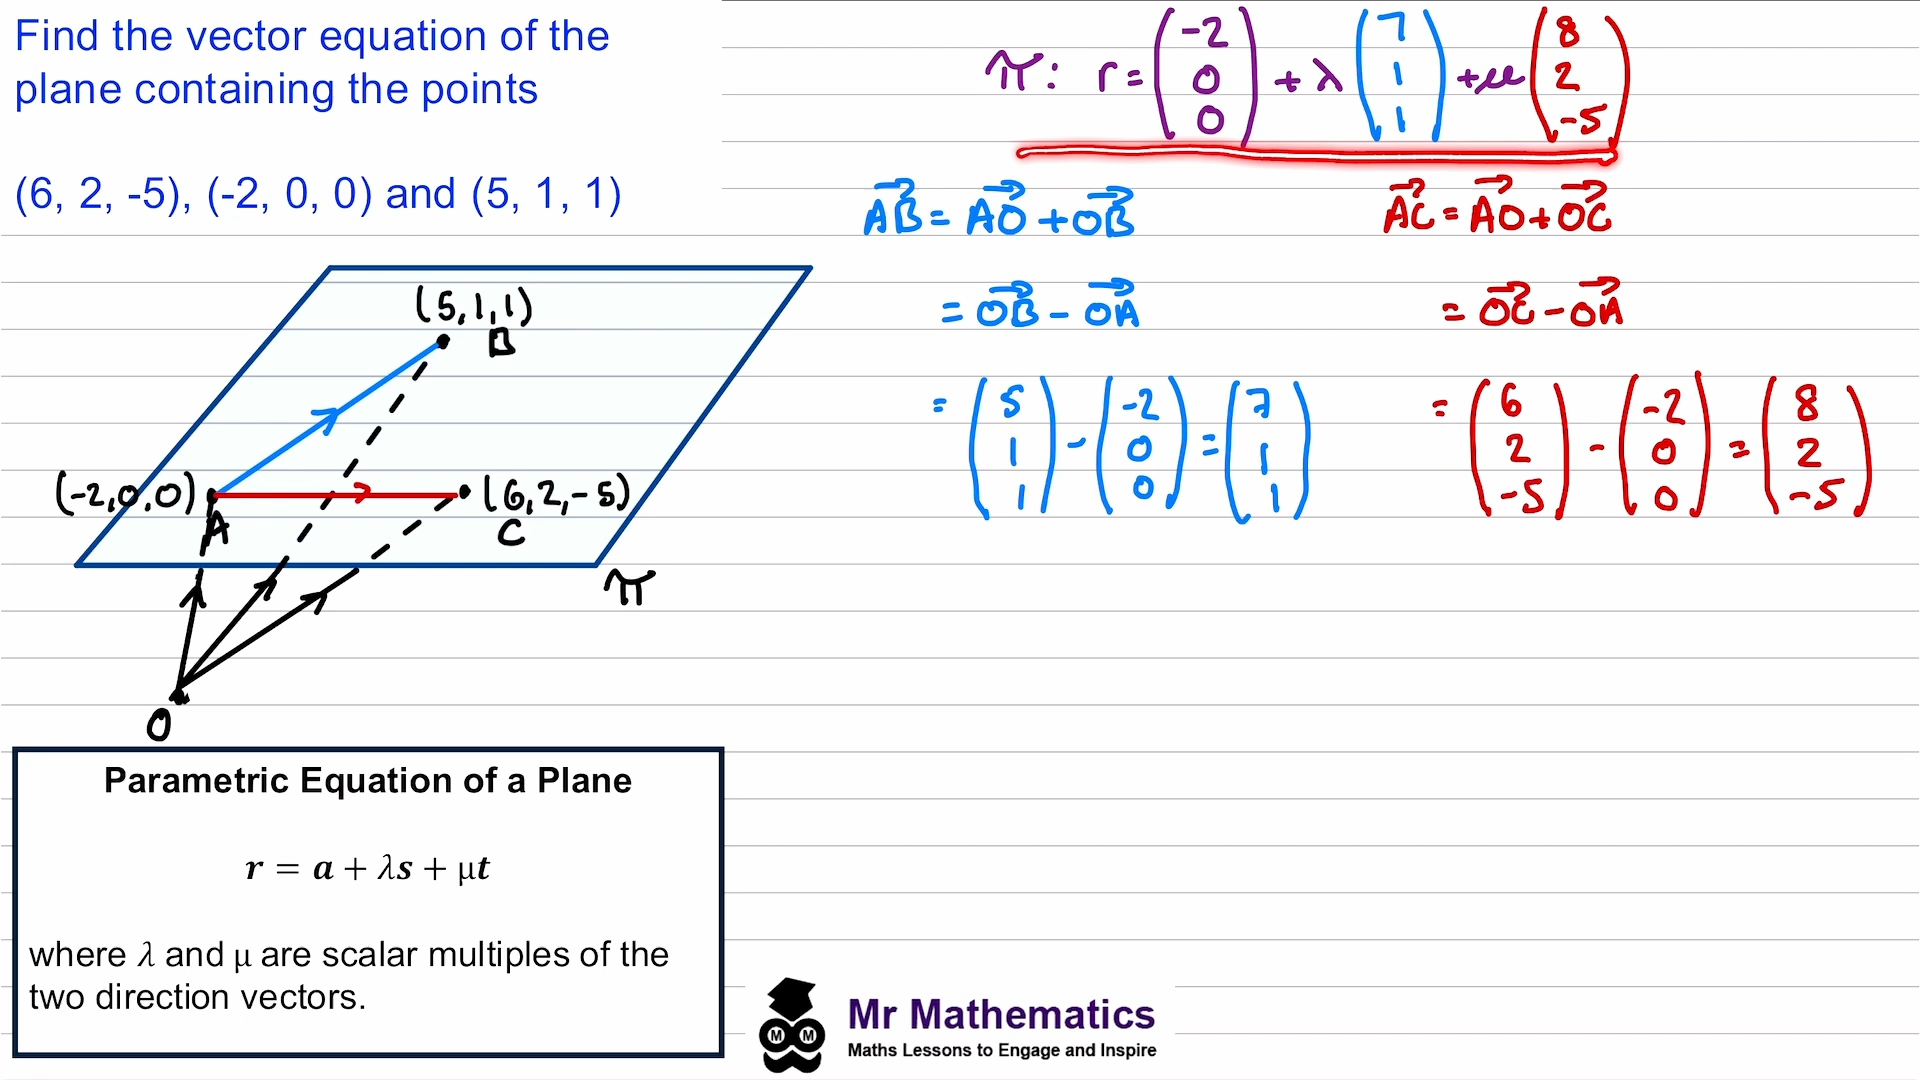 Find the vector equation of the
plane containing the points
(6, 2, -5), (-2, 0, 0) and (5, 1, 1)
π: r = (-2 0 0) + λ (7 1 1) + μ (8 2 -5)
AB = AO + OB
= OB - OA
= (5 1 1) - (-2 0 0) = (7 1 1)
AC = AO + OC
= OC - OA
= (6 2 -5) - (-2 0 0) = (8 2 -5)
(5,1,1)
B
(-2,0,0)
A
(6,2,-5)
C
π
O
Parametric Equation of a Plane
r = a + λs + μt
where λ and μ are scalar multiples of the
two direction vectors.
M M
Mr Mathematics
Maths Lessons to Engage and Inspire